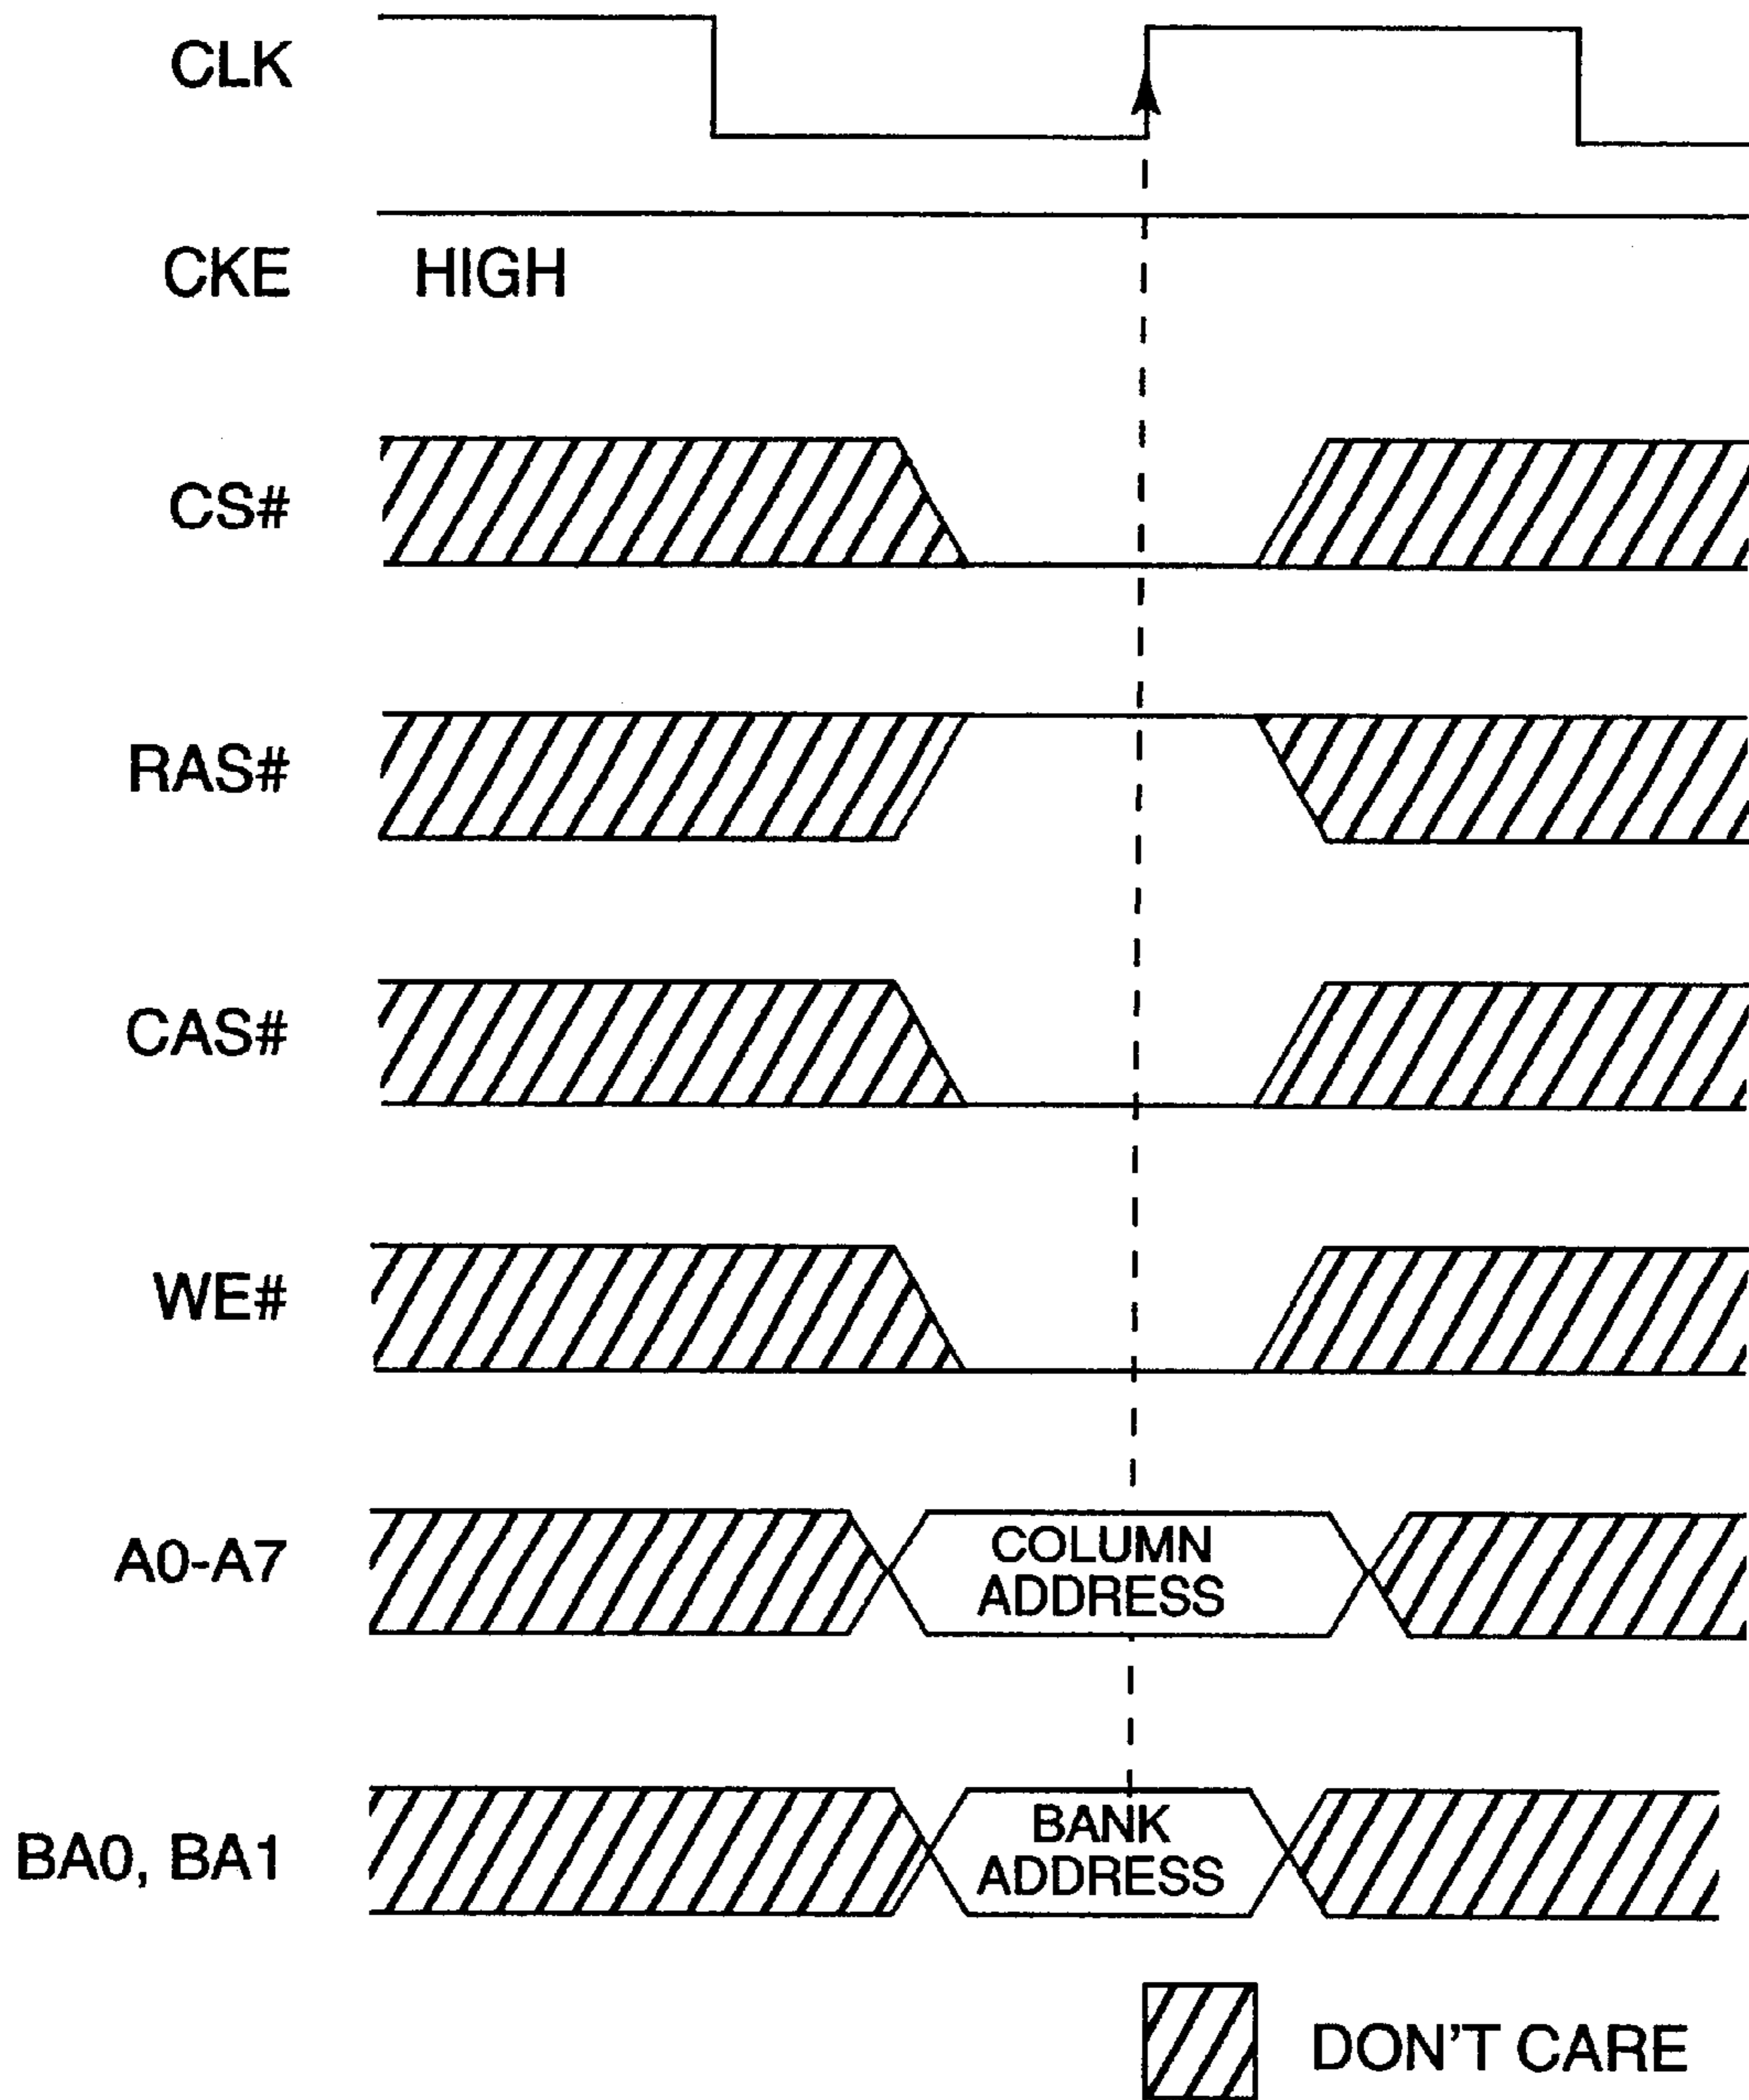 CLK
CKE HIGH
CS#
RAS#
CAS#
WE#
A0-A7
COLUMN
ADDRESS
BA0, BA1
BANK
ADDRESS
DON'T CARE